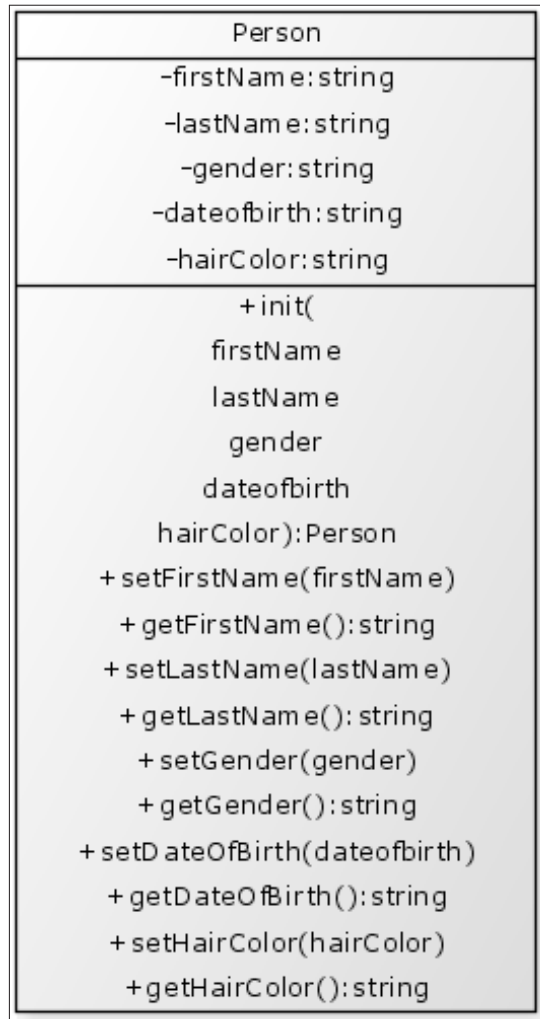 Person
-firstName:string
-lastName:string
-gender:string
-dateofbirth:string
-hairColor:string
+init(
firstName
lastName
gender
dateofbirth
hairColor):Person
+setFirstName(firstName)
+getFirstName():string
+setLastName(lastName)
+getLastName():string
+setGender(gender)
+getGender():string
+setDateOfBirth(dateofbirth)
+getDateOfBirth():string
+setHairColor(hairColor)
+getHairColor():string